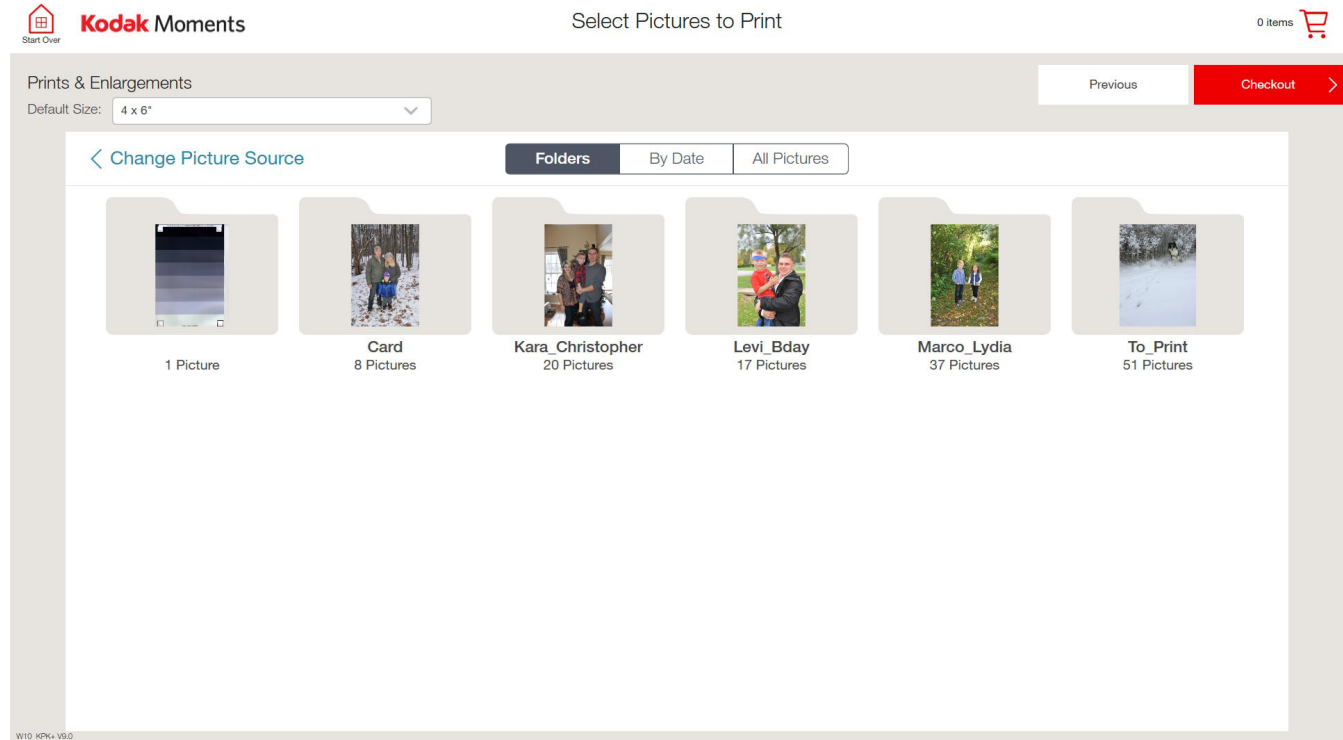 Start Over
Kodak Moments
Select Pictures to Print
0 items
Prints & Enlargements
Previous
Checkout
Default Size:
4 x 6"
Change Picture Source
Folders
By Date
All Pictures
1 Picture
Card
8 Pictures
Kara_Christopher
20 Pictures
Levi_Bday
17 Pictures
Marco_Lydia
37 Pictures
To_Print
51 Pictures
W10 KPK+ V9.0